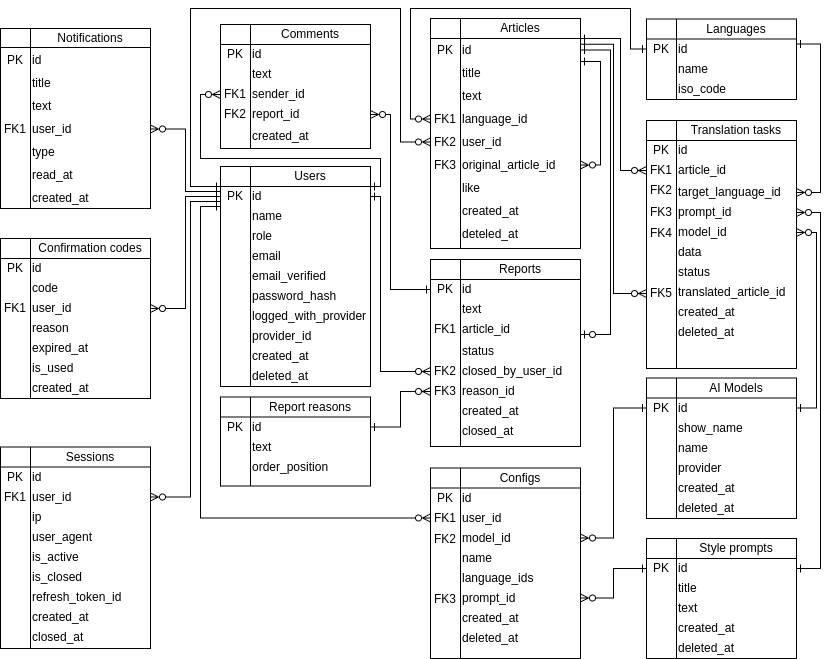 Notifications
PK id
title
text
FK1 user_id
type
read_at
created_at
Confirmation codes
PK id
code
FK1 user_id
reason
expired_at
is_used
created_at
Sessions
PK id
FK1 user_id
ip
user_agent
is_active
is_closed
refresh_token_id
created_at
closed_at
Comments
PK id
text
FK1 sender_id
FK2 report_id
created_at
Users
PK id
name
role
email
email_verified
password_hash
logged_with_provider
provider_id
created_at
deleted_at
Report reasons
PK id
text
order_position
Articles
PK id
title
text
FK1 language_id
FK2 user_id
FK3 original_article_id
like
created_at
deteled_at
Reports
PK id
text
FK1 article_id
status
FK2 closed_by_user_id
FK3 reason_id
created_at
closed_at
Configs
PK id
FK1 user_id
FK2 model_id
name
language_ids
FK3 prompt_id
created_at
deleted_at
Languages
PK id
name
iso_code
Translation tasks
PK id
FK1 article_id
FK2 target_language_id
FK3 prompt_id
FK4 model_id
data
status
FK5 translated_article_id
created_at
deleted_at
AI Models
PK id
show_name
name
provider
created_at
deleted_at
Style prompts
PK id
title
text
created_at
deleted_at